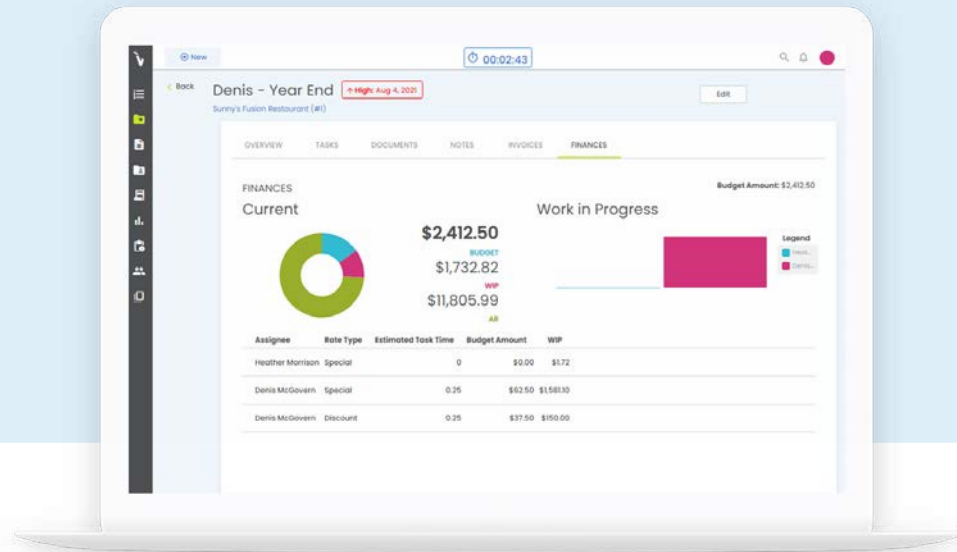 New
00:02:43
Back
Denis - Year End
High: Aug 4, 2021
Edit
Sunny's Fusion Restaurant (#1)
OVERVIEW TASKS DOCUMENTS NOTES INVOICES FINANCES
FINANCES
Budget Amount: $2,412.50
Current
Work in Progress
$2,412.50
BUDGET
$1,732.82
WIP
$11,805.99
AR
Legend
Denis...
Assignee Rate Type Estimated Task Time Budget Amount WIP
Heather Morrison Special 0 $0.00 $1.72
Denis McGovern Special 0.25 $62.50 $1,581.10
Denis McGovern Discount 0.25 $37.50 $150.00